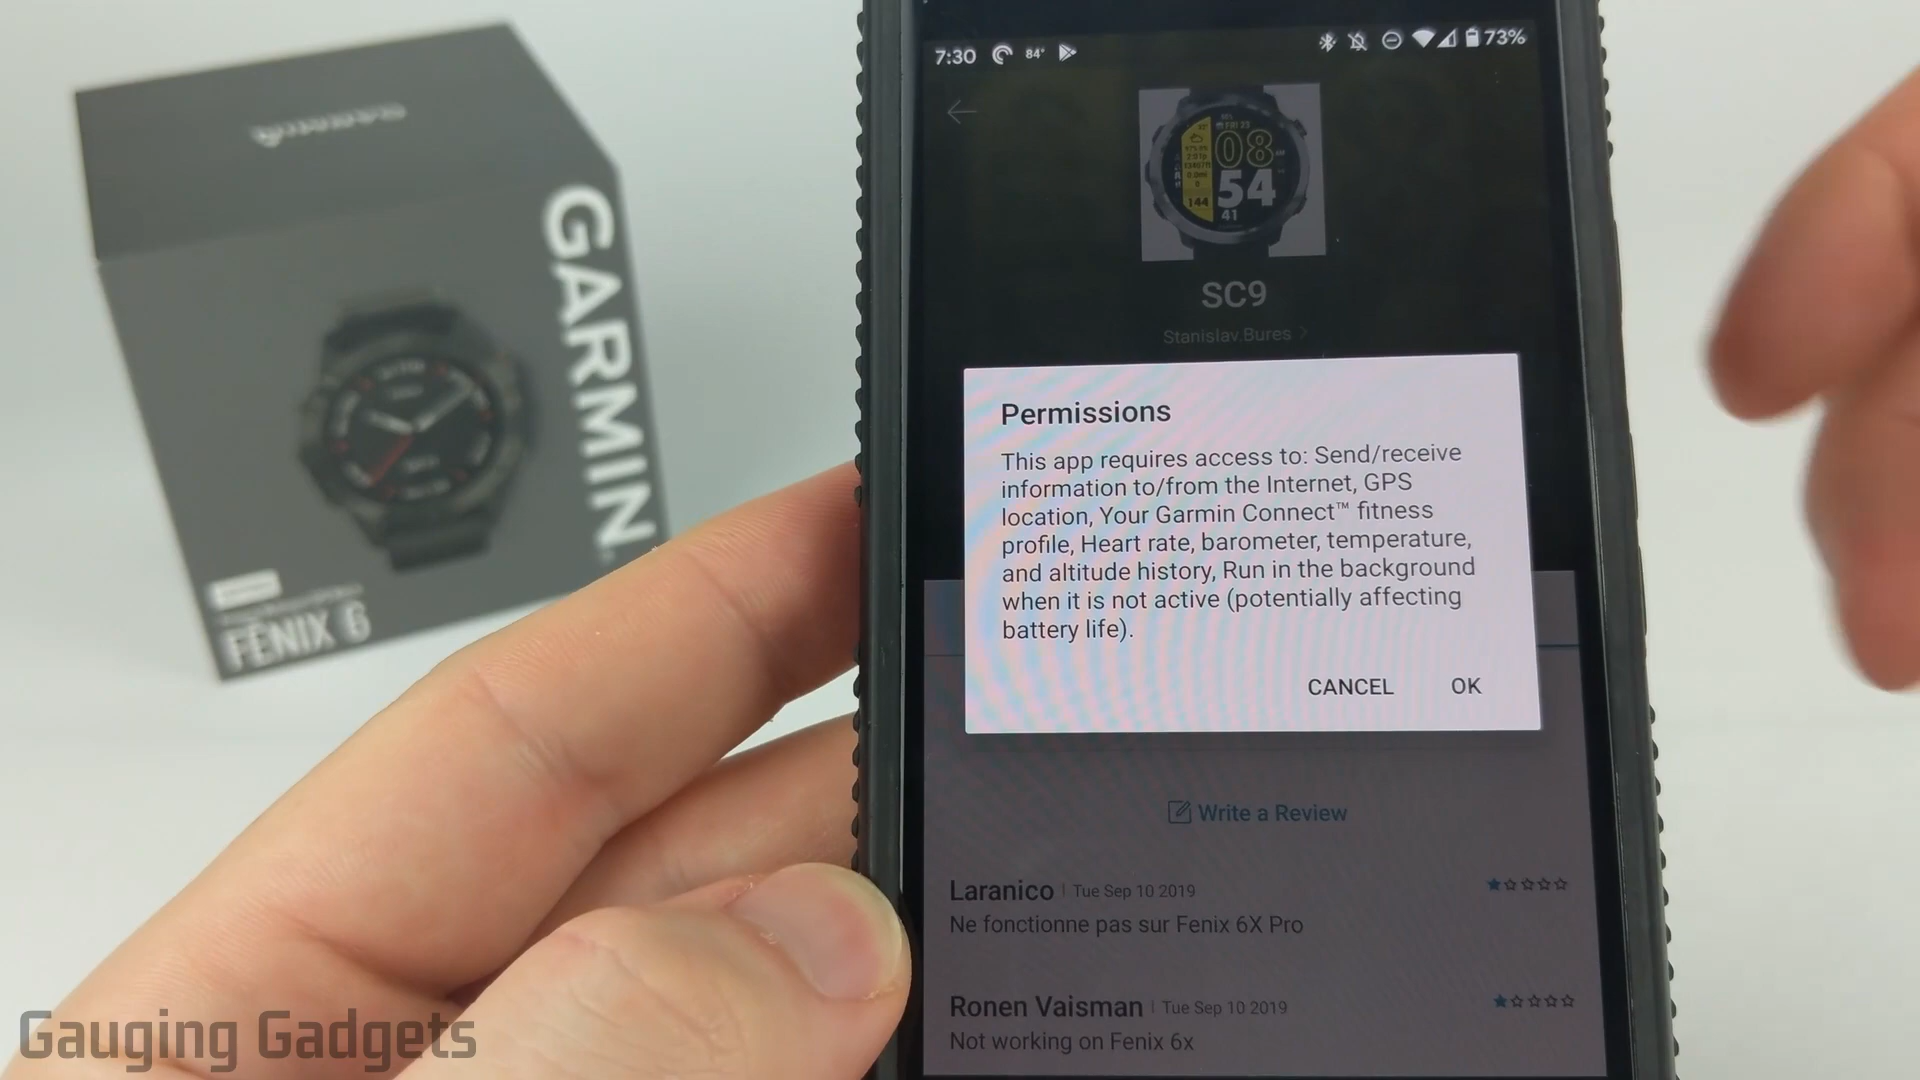 GARMIN
FENIX 6
7:30 84° 73%
FRI 23
08
54
41
144
SC9
Stanislav.Bures >
Permissions
This app requires access to: Send/receive
information to/from the Internet, GPS
location, Your Garmin Connect™ fitness
profile, Heart rate, barometer, temperature,
and altitude history, Run in the background
when it is not active (potentially affecting
battery life).
CANCEL OK
Write a Review
Laranico | Tue Sep 10 2019
Ne fonctionne pas sur Fenix 6X Pro
Ronen Vaisman | Tue Sep 10 2019
Not working on Fenix 6x
Gauging Gadgets